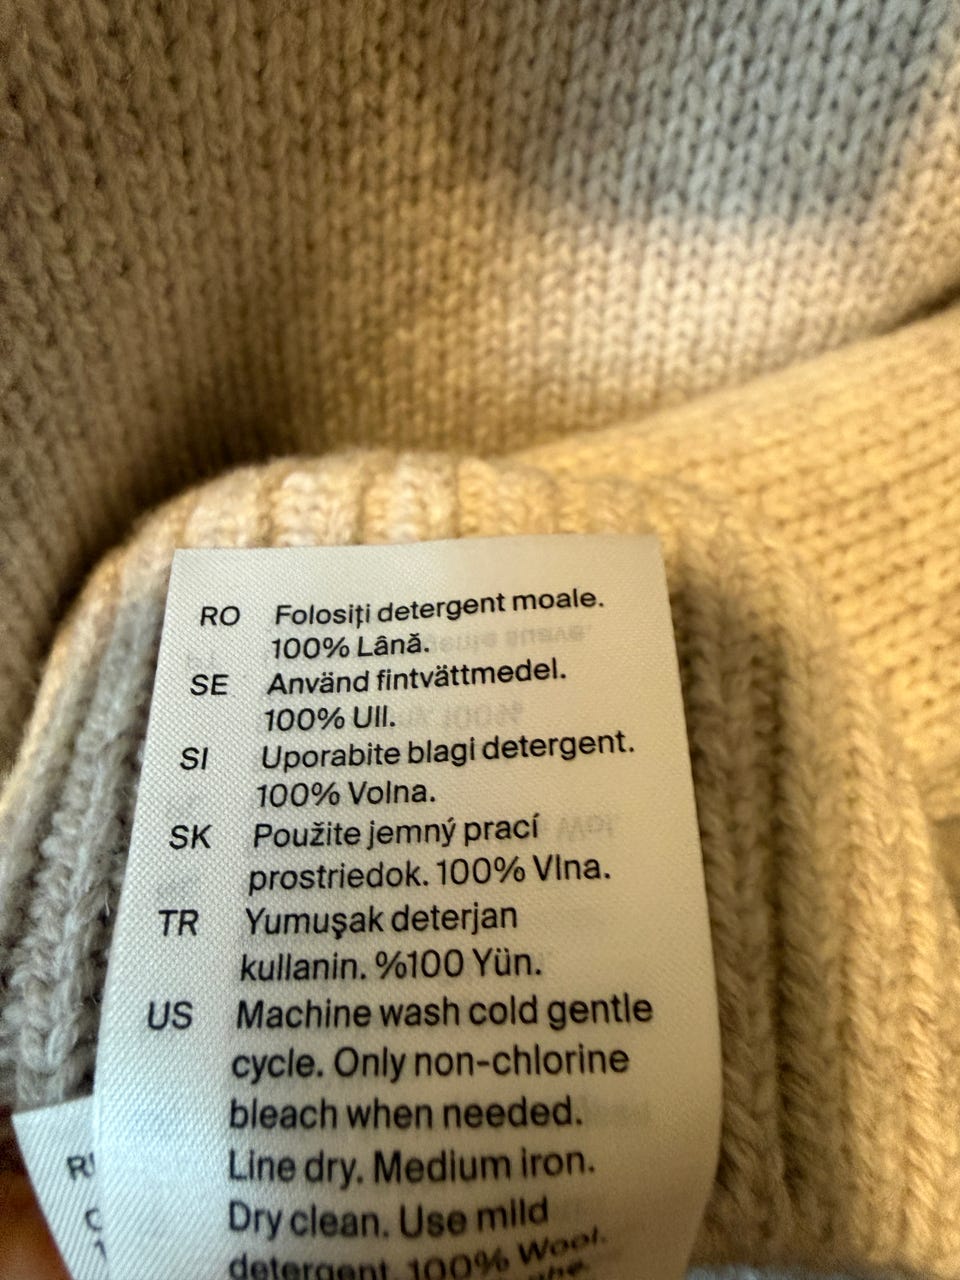 RO Folosiți detergent moale.
100% Lână.
SE Använd fintvättmedel.
100% Ull.
SI Uporabite blagi detergent.
100% Volna.
SK Použite jemný prací
prostriedok. 100% Vlna.
TR Yumuşak deterjan
kullanin. %100 Yün.
US Machine wash cold gentle
cycle. Only non-chlorine
bleach when needed.
Line dry. Medium iron.
Dry clean. Use mild
detergent. 100% Wool.